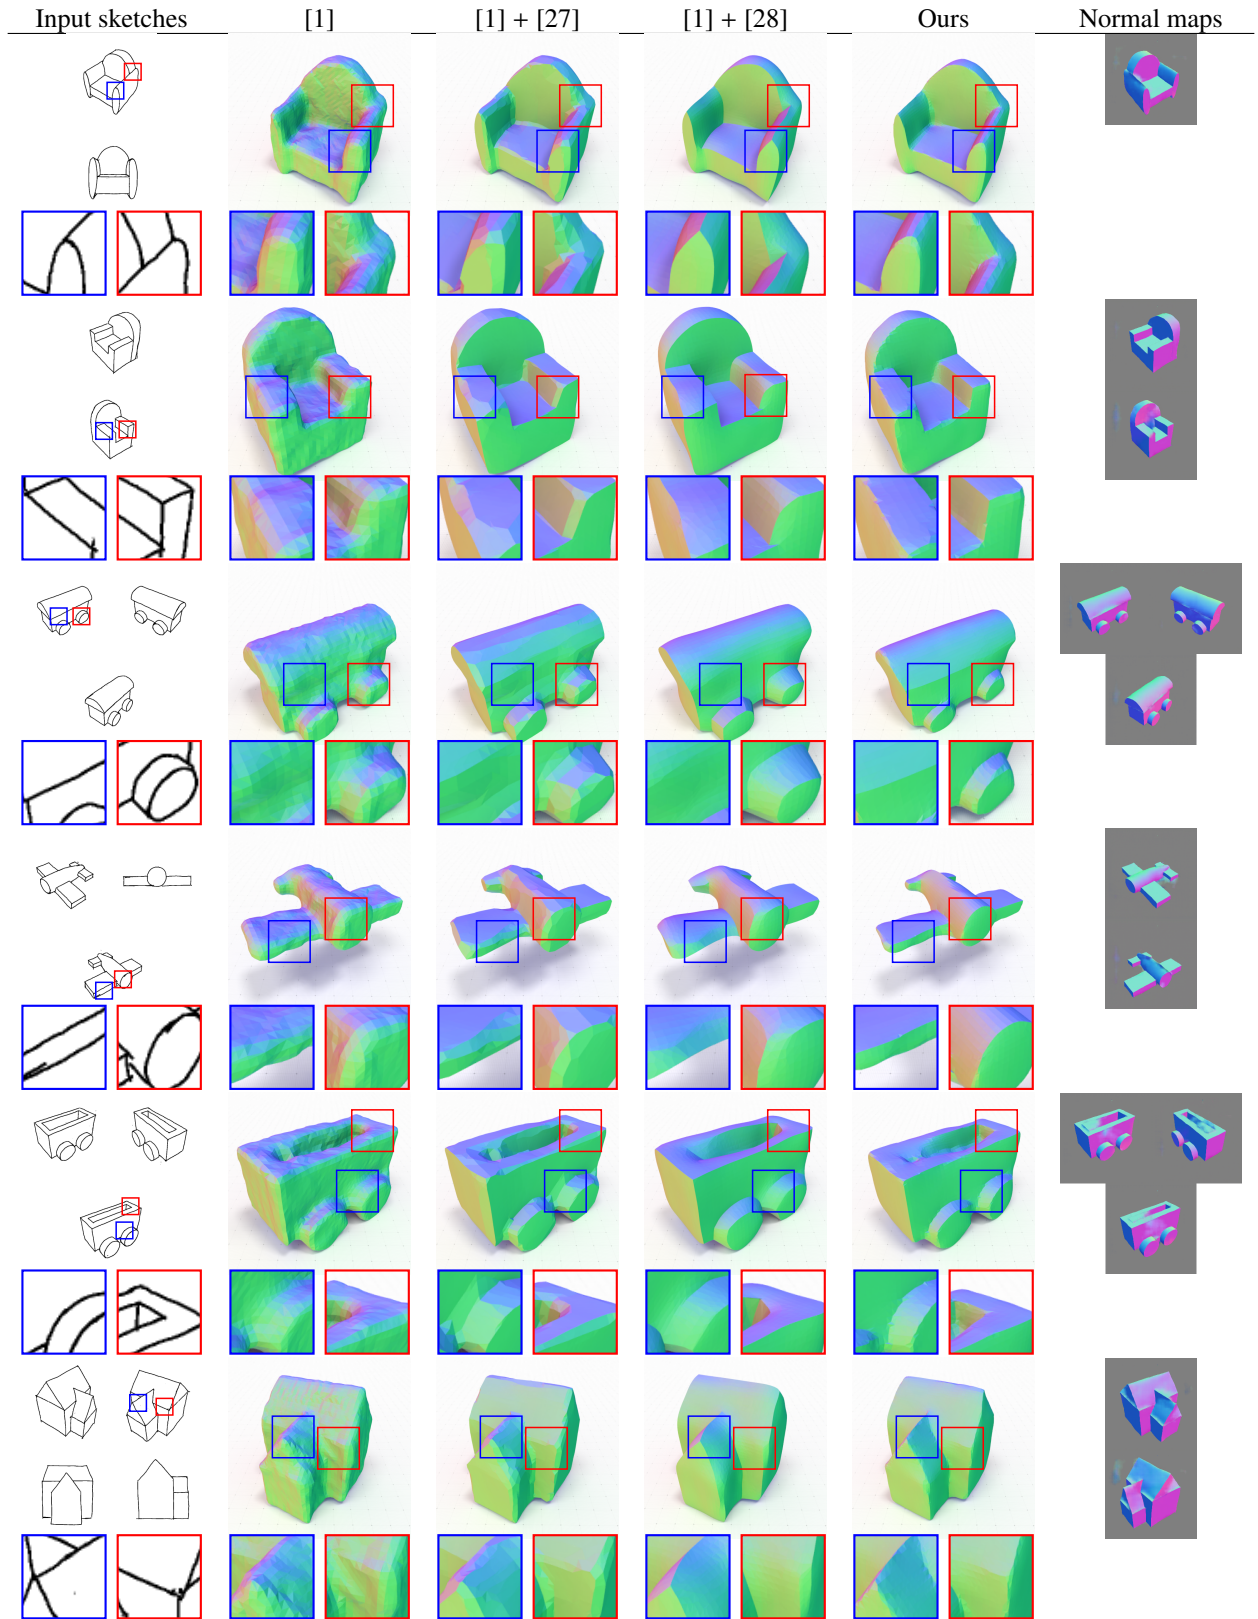 Input sketches [1] [1] + [27] [1] + [28] Ours Normal maps